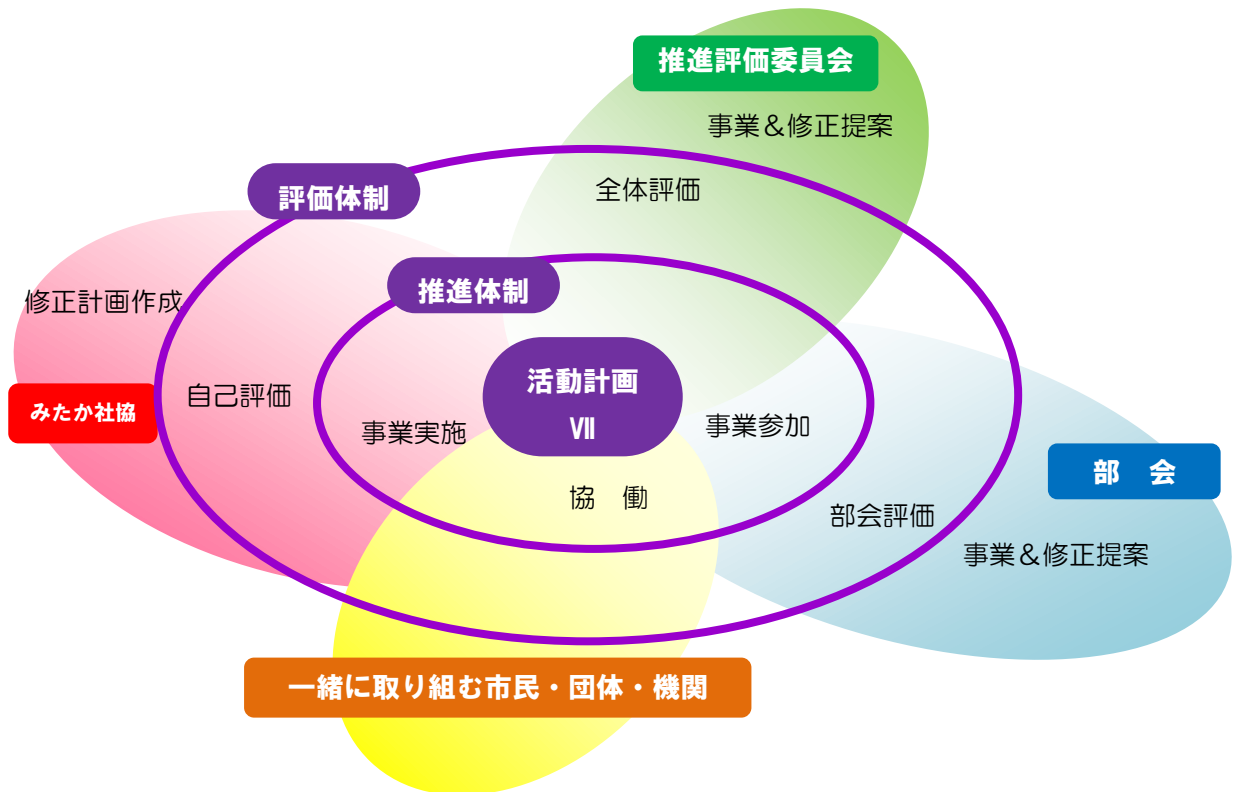 推進評価委員会
事業＆修正提案
評価体制
全体評価
推進体制
修正計画作成
活動計画
Ⅶ
自己評価
みたか社協
事業実施
事業参加
部　会
協　働
部会評価
事業＆修正提案
一緒に取り組む市民・団体・機関